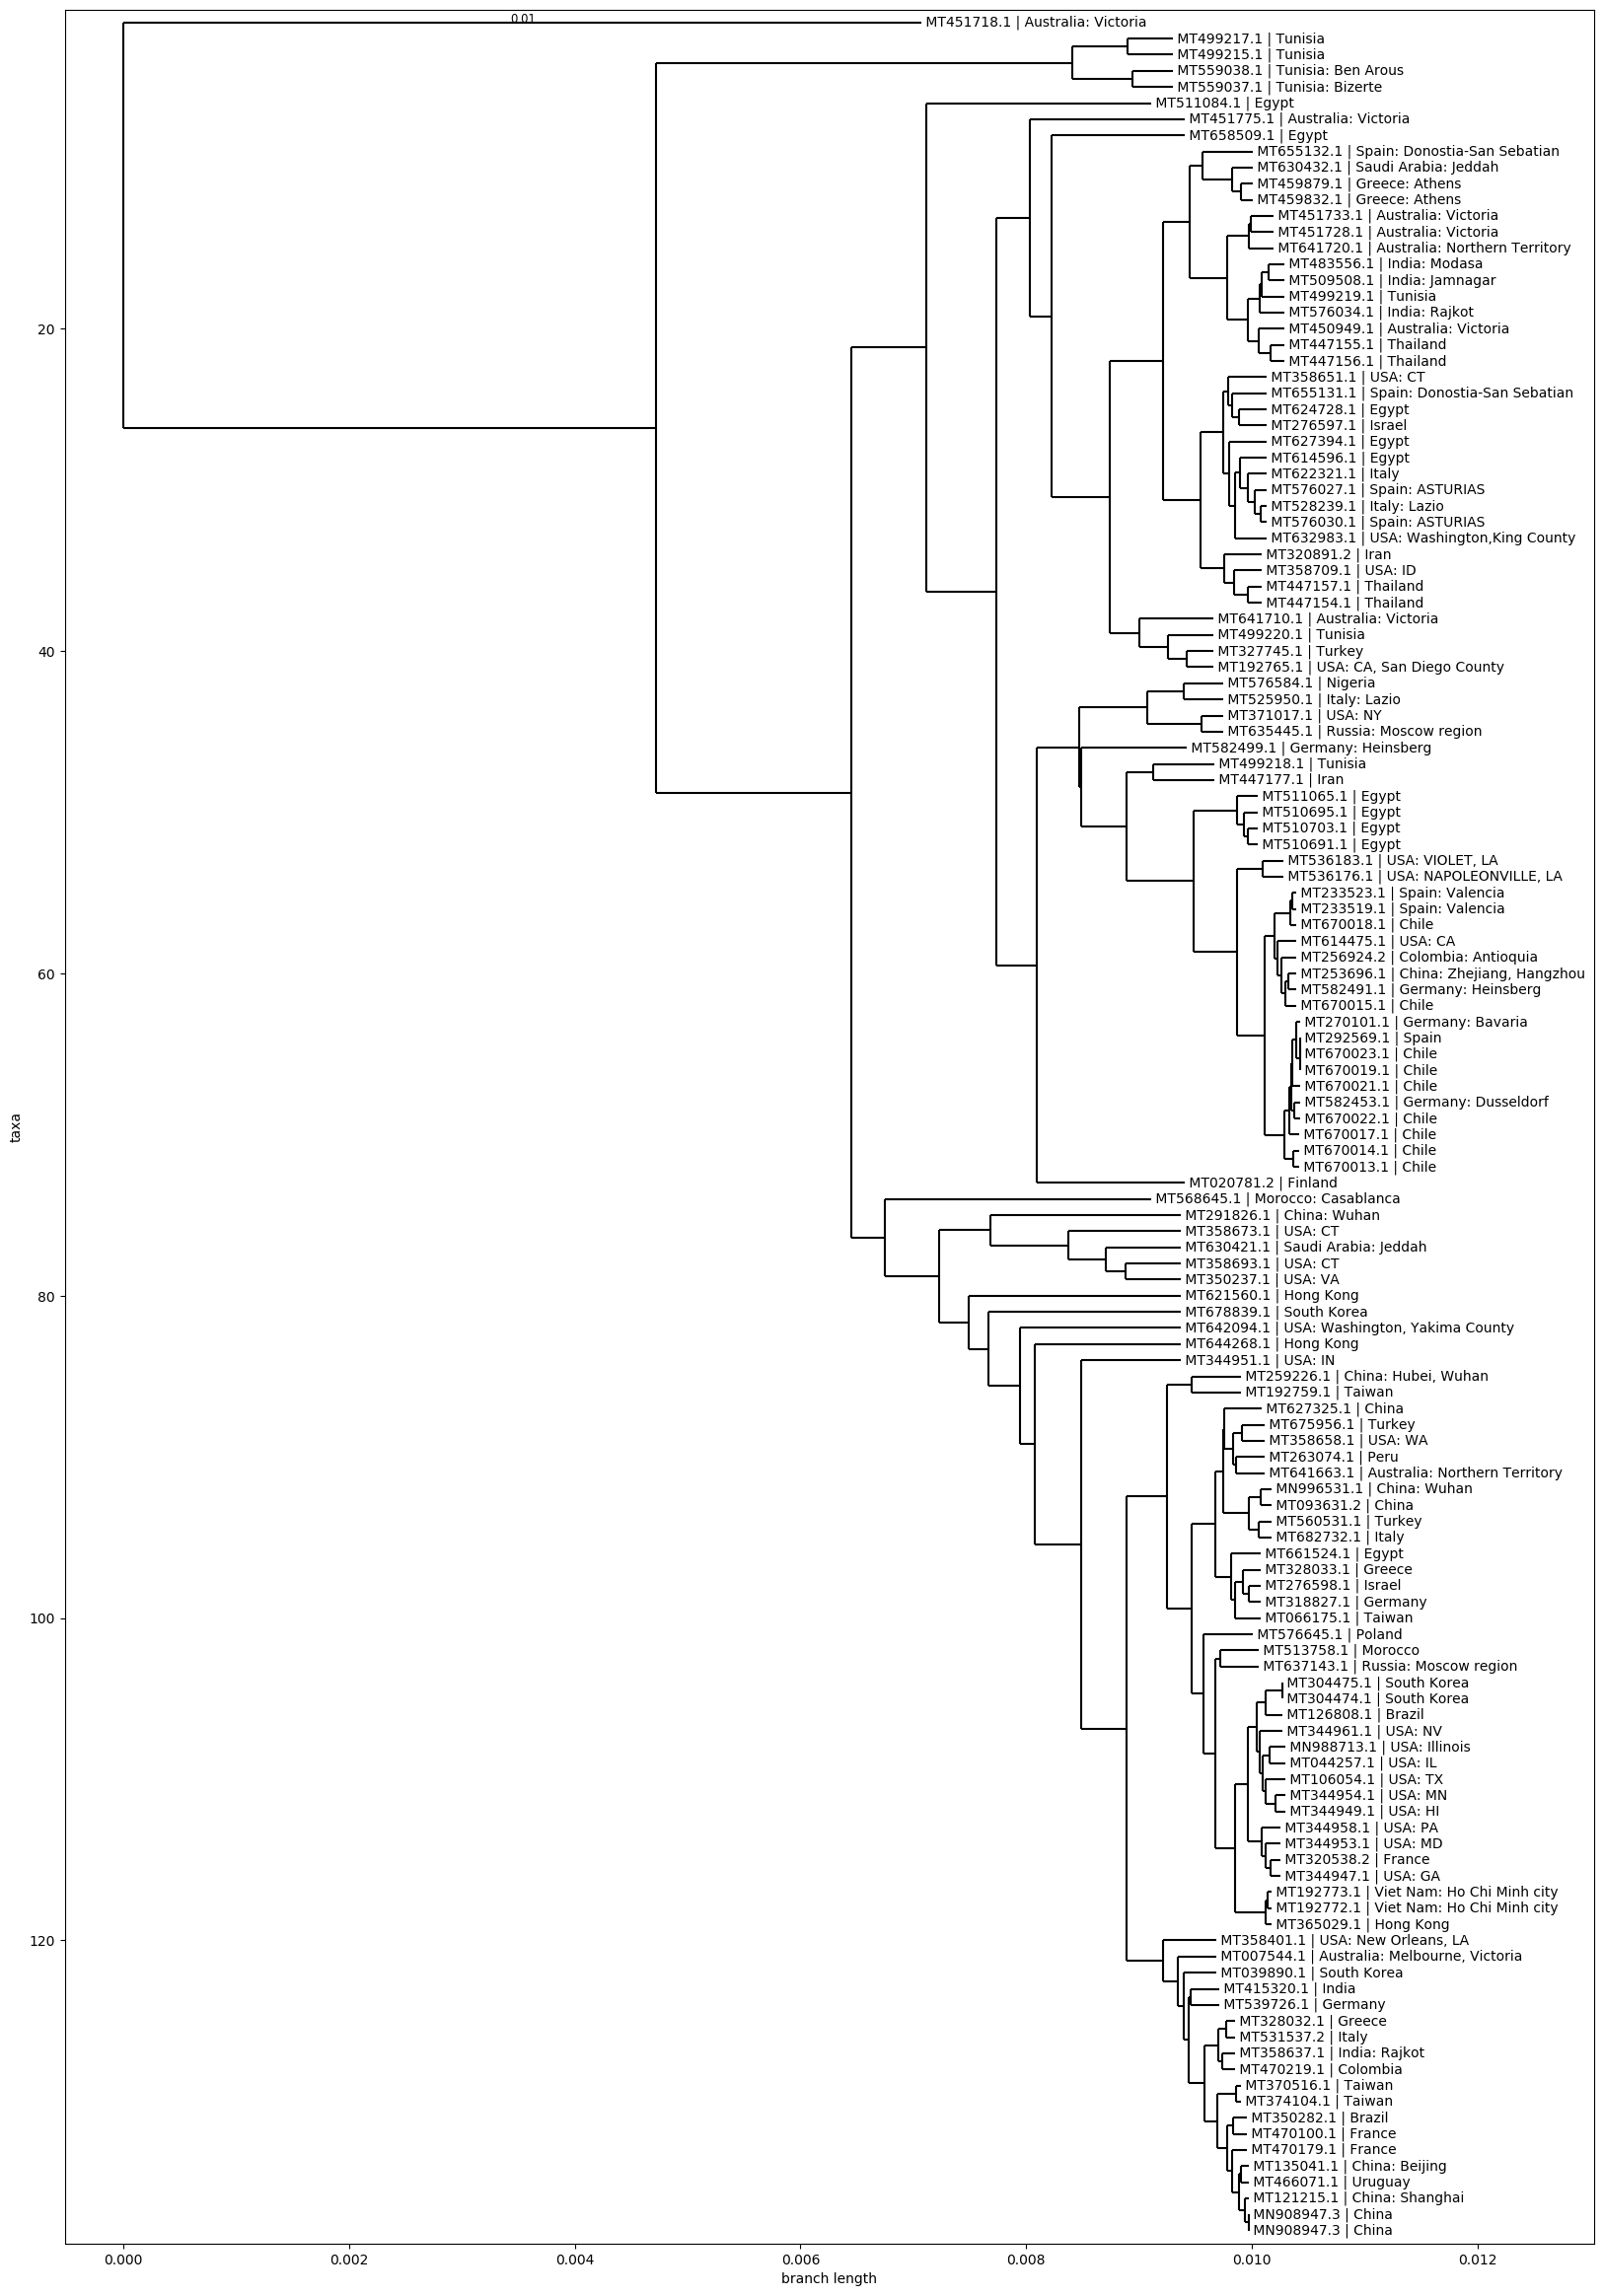 0.01
MT451718.1 | Australia: Victoria
MT499217.1 | Tunisia
MT499215.1 | Tunisia
MT559038.1 | Tunisia: Ben Arous
MT559037.1 | Tunisia: Bizerte
MT511084.1 | Egypt
MT451775.1 | Australia: Victoria
MT658509.1 | Egypt
MT655132.1 | Spain: Donostia-San Sebatian
MT630432.1 | Saudi Arabia: Jeddah
MT459879.1 | Greece: Athens
MT459832.1 | Greece: Athens
MT451733.1 | Australia: Victoria
MT451728.1 | Australia: Victoria
MT641720.1 | Australia: Northern Territory
MT483556.1 | India: Modasa
MT509508.1 | India: Jamnagar
MT499219.1 | Tunisia
MT576034.1 | India: Rajkot
20
MT450949.1 | Australia: Victoria
MT447155.1 | Thailand
MT447156.1 | Thailand
MT358651.1 | USA: CT
MT655131.1 | Spain: Donostia-San Sebatian
MT624728.1 | Egypt
MT276597.1 | Israel
MT627394.1 | Egypt
MT614596.1 | Egypt
MT622321.1 | Italy
MT576027.1 | Spain: ASTURIAS
MT528239.1 | Italy: Lazio
MT576030.1 | Spain: ASTURIAS
MT632983.1 | USA: Washington,King County
MT320891.2 | Iran
MT358709.1 | USA: ID
MT447157.1 | Thailand
MT447154.1 | Thailand
MT641710.1 | Australia: Victoria
MT499220.1 | Tunisia
40
MT327745.1 | Turkey
MT192765.1 | USA: CA, San Diego County
MT576584.1 | Nigeria
MT525950.1 | Italy: Lazio
MT371017.1 | USA: NY
MT635445.1 | Russia: Moscow region
MT582499.1 | Germany: Heinsberg
MT499218.1 | Tunisia
MT447177.1 | Iran
MT511065.1 | Egypt
MT510695.1 | Egypt
MT510703.1 | Egypt
MT510691.1 | Egypt
MT536183.1 | USA: VIOLET, LA
MT536176.1 | USA: NAPOLEONVILLE, LA
MT233523.1 | Spain: Valencia
MT233519.1 | Spain: Valencia
MT670018.1 | Chile
MT614475.1 | USA: CA
MT256924.2 | Colombia: Antioquia
60
MT253696.1 | China: Zhejiang, Hangzhou
MT582491.1 | Germany: Heinsberg
MT670015.1 | Chile
MT270101.1 | Germany: Bavaria
MT292569.1 | Spain
MT670023.1 | Chile
MT670019.1 | Chile
MT670021.1 | Chile
MT582453.1 | Germany: Dusseldorf
MT670022.1 | Chile
MT670017.1 | Chile
MT670014.1 | Chile
MT670013.1 | Chile
MT020781.2 | Finland
MT568645.1 | Morocco: Casablanca
MT291826.1 | China: Wuhan
MT358673.1 | USA: CT
MT630421.1 | Saudi Arabia: Jeddah
MT358693.1 | USA: CT
MT350237.1 | USA: VA
80
MT621560.1 | Hong Kong
MT678839.1 | South Korea
MT642094.1 | USA: Washington, Yakima County
MT644268.1 | Hong Kong
MT344951.1 | USA: IN
MT259226.1 | China: Hubei, Wuhan
MT192759.1 | Taiwan
MT627325.1 | China
MT675956.1 | Turkey
MT358658.1 | USA: WA
MT263074.1 | Peru
MT641663.1 | Australia: Northern Territory
MN996531.1 | China: Wuhan
MT093631.2 | China
MT560531.1 | Turkey
MT682732.1 | Italy
MT661524.1 | Egypt
MT328033.1 | Greece
MT276598.1 | Israel
MT318827.1 | Germany
100
MT066175.1 | Taiwan
MT576645.1 | Poland
MT513758.1 | Morocco
MT637143.1 | Russia: Moscow region
MT304475.1 | South Korea
MT304474.1 | South Korea
MT126808.1 | Brazil
MT344961.1 | USA: NV
MN988713.1 | USA: Illinois
MT044257.1 | USA: IL
MT106054.1 | USA: TX
MT344954.1 | USA: MN
MT344949.1 | USA: HI
MT344958.1 | USA: PA
MT344953.1 | USA: MD
MT320538.2 | France
MT344947.1 | USA: GA
MT192773.1 | Viet Nam: Ho Chi Minh city
MT192772.1 | Viet Nam: Ho Chi Minh city
MT365029.1 | Hong Kong
120
MT358401.1 | USA: New Orleans, LA
MT007544.1 | Australia: Melbourne, Victoria
MT039890.1 | South Korea
MT415320.1 | India
MT539726.1 | Germany
MT328032.1 | Greece
MT531537.2 | Italy
MT358637.1 | India: Rajkot
MT470219.1 | Colombia
MT370516.1 | Taiwan
MT374104.1 | Taiwan
MT350282.1 | Brazil
MT470100.1 | France
MT470179.1 | France
MT135041.1 | China: Beijing
MT466071.1 | Uruguay
MT121215.1 | China: Shanghai
MN908947.3 | China
MN908947.3 | China
taxa
0.000
0.002
0.004
0.006
0.008
0.010
0.012
branch length